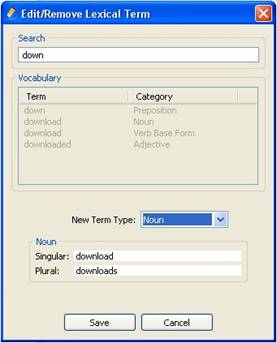 Edit/Remove Lexical Term
Search
down
Vocabulary
Term Category
down Preposition
download Noun
download Verb Base Form
downloaded Adjective
New Term Type: Noun
Noun
Singular: download
Plural: downloads
Save Cancel